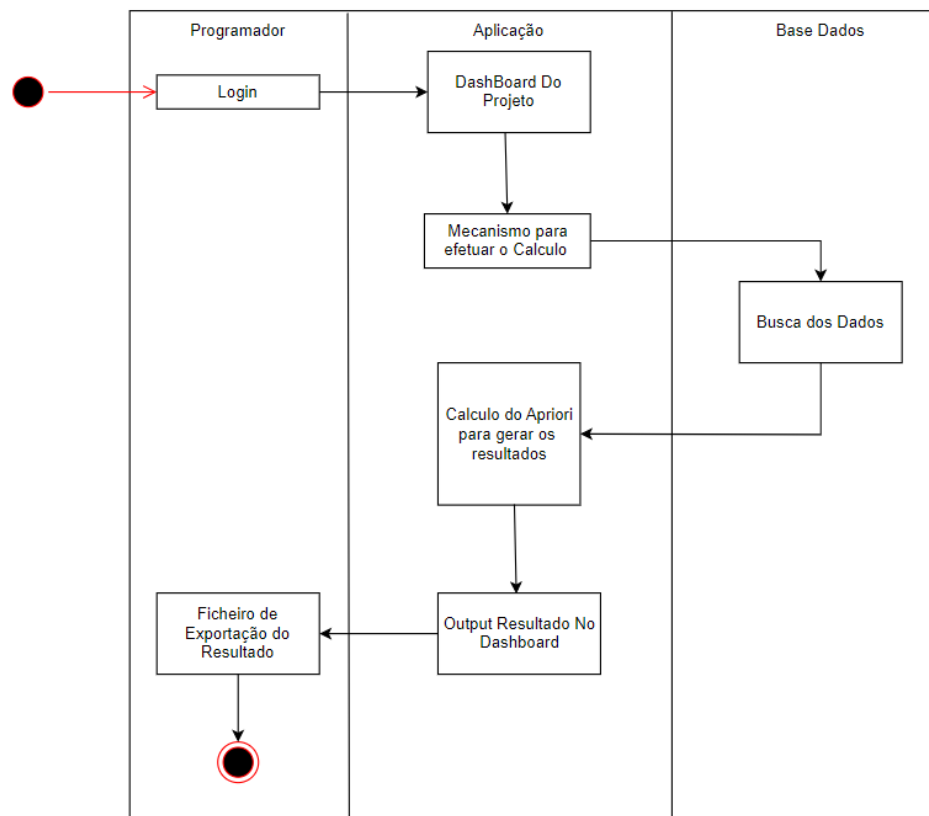 Programador
Aplicação
Base Dados
Login
DashBoard Do
Projeto
Mecanismo para
efetuar o Calculo
Busca dos Dados
Calculo do Apriori
para gerar os
resultados
Output Resultado No
Dashboard
Ficheiro de
Exportação do
Resultado